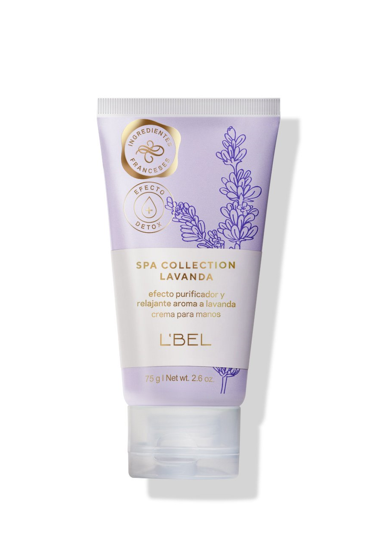 INGREDIENTES
FRANCESES
EFECTO
DETOX
SPA COLLECTION
LAVANDA
efecto purificador y
relajante aroma a lavanda
crema para manos
L'BEL
75 g | Net wt. 2.6 oz.